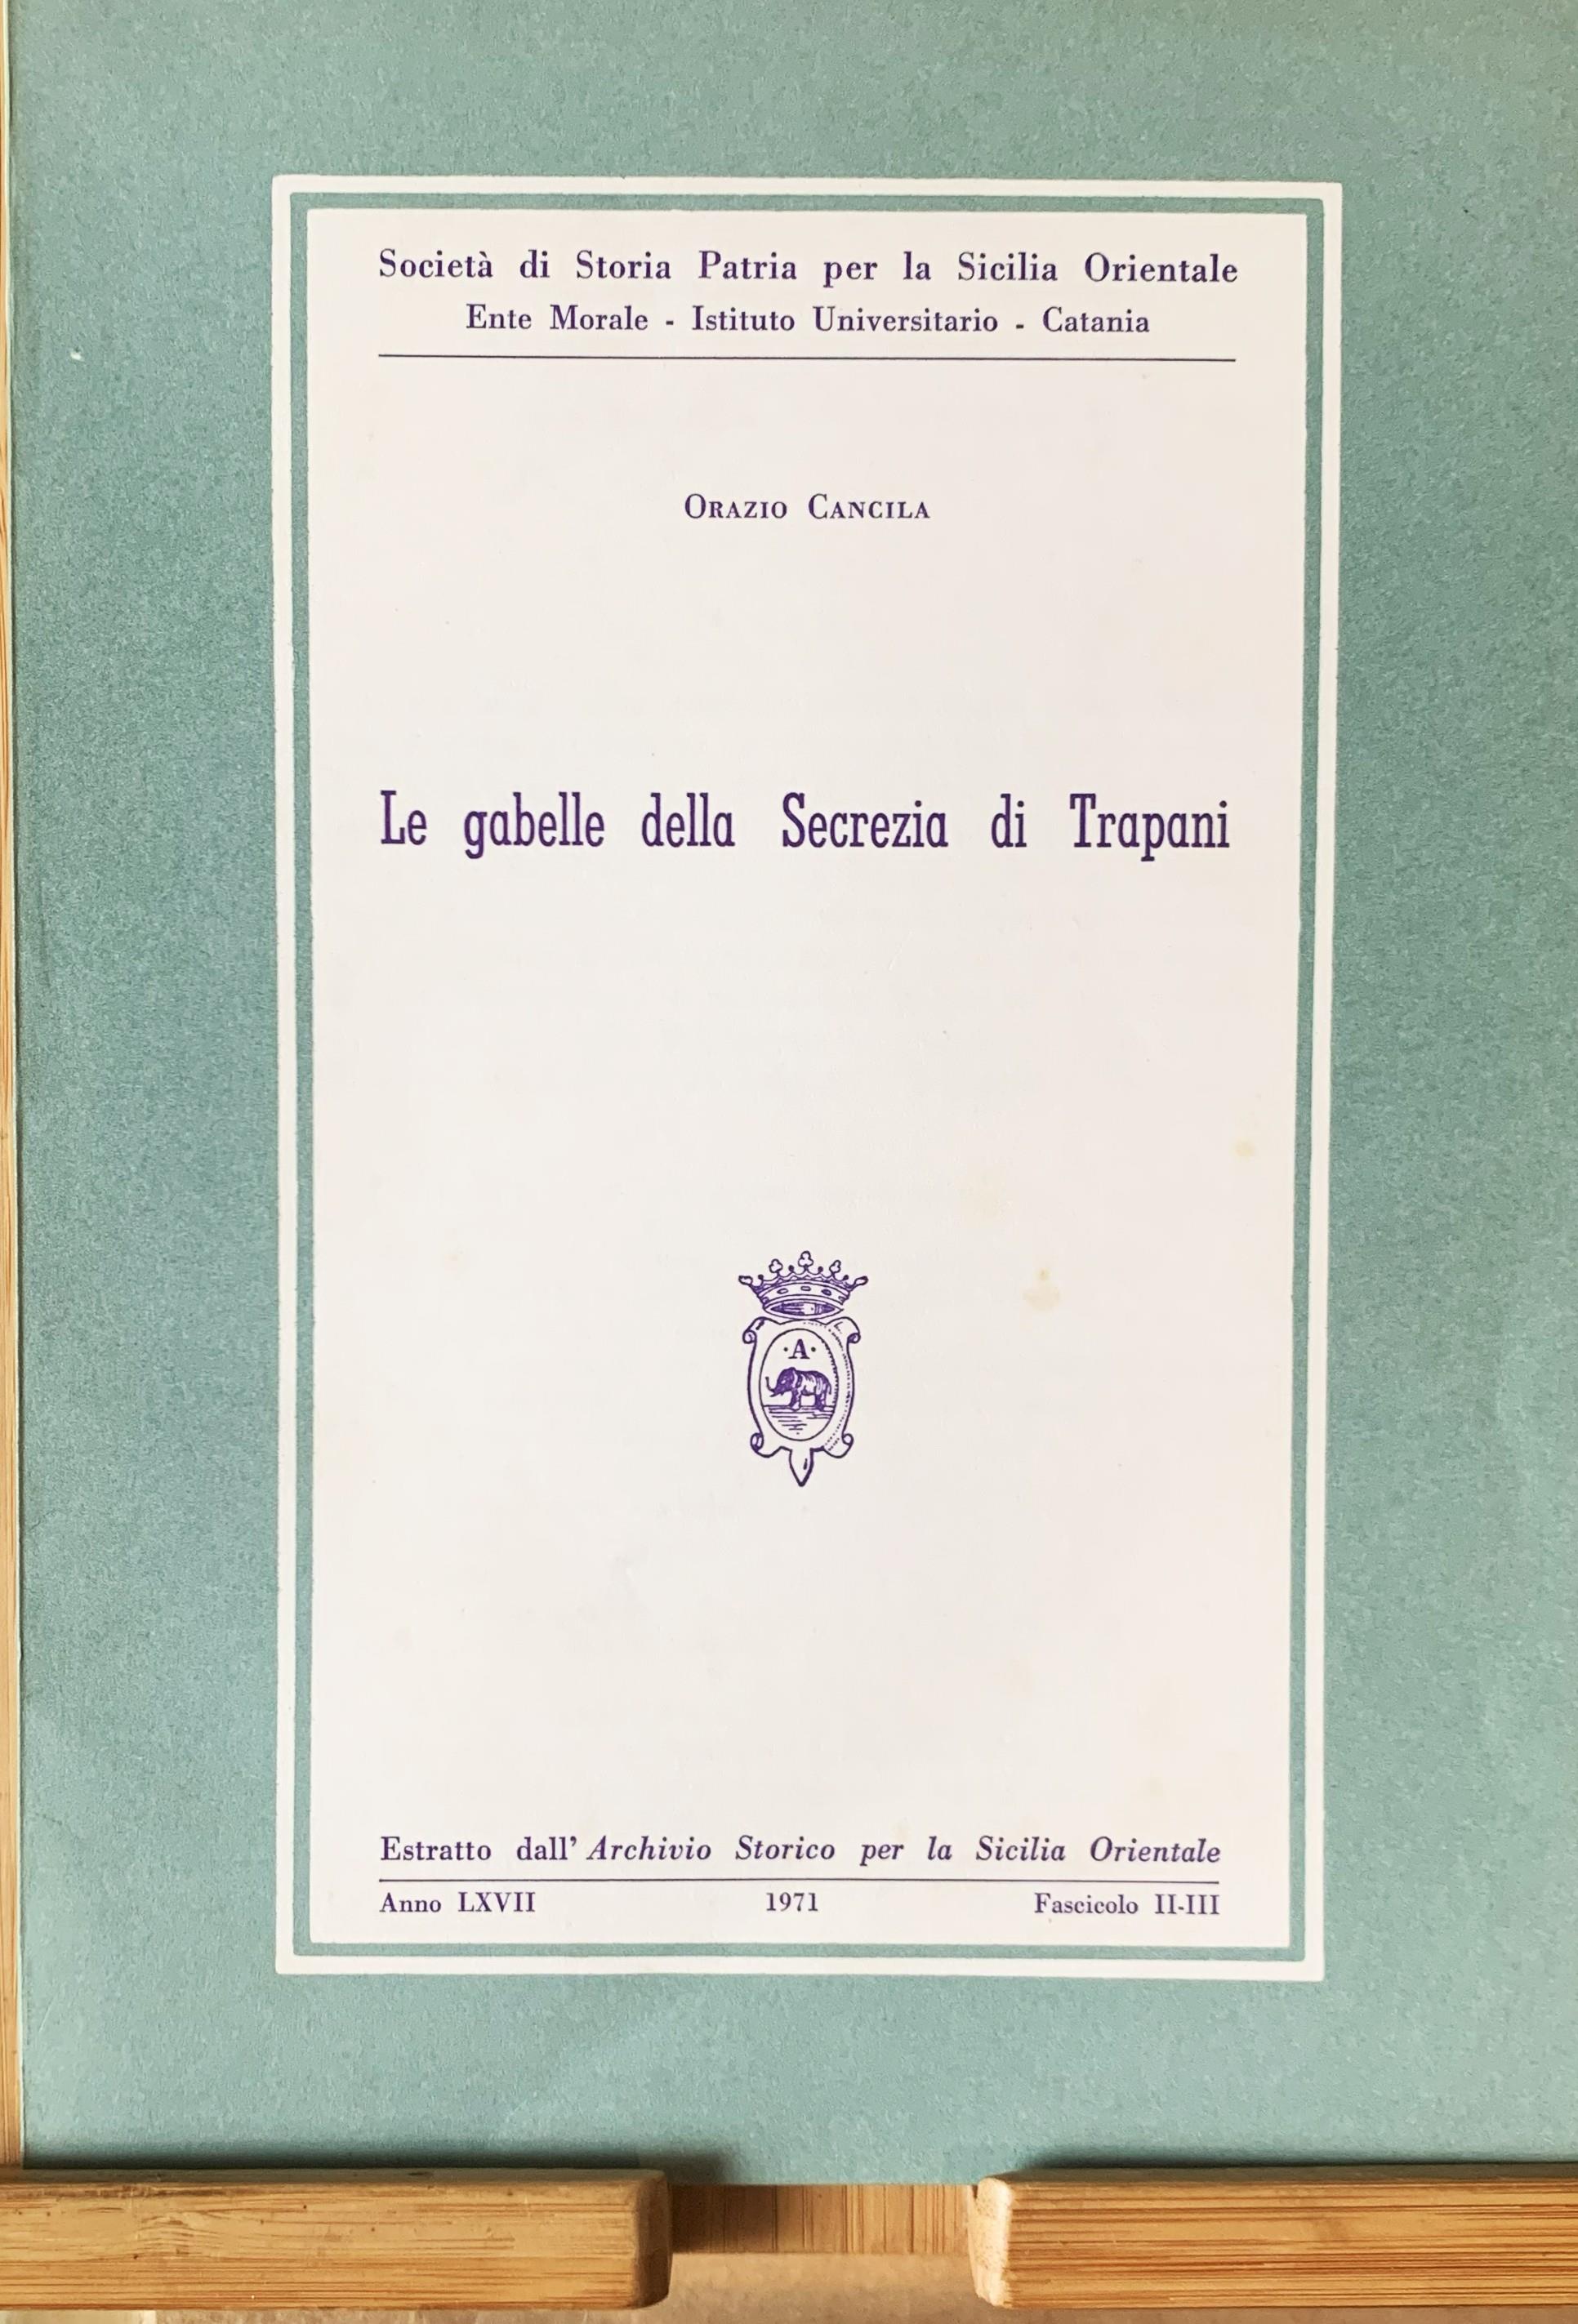 Società di Storia Patria per la Sicilia Orientale
Ente Morale - Istituto Universitario - Catania
Orazio Cancila
Le gabelle della Secrezia di Trapani
·A·
Estratto dall' Archivio Storico per la Sicilia Orientale
Anno LXVII 1971 Fascicolo II-III